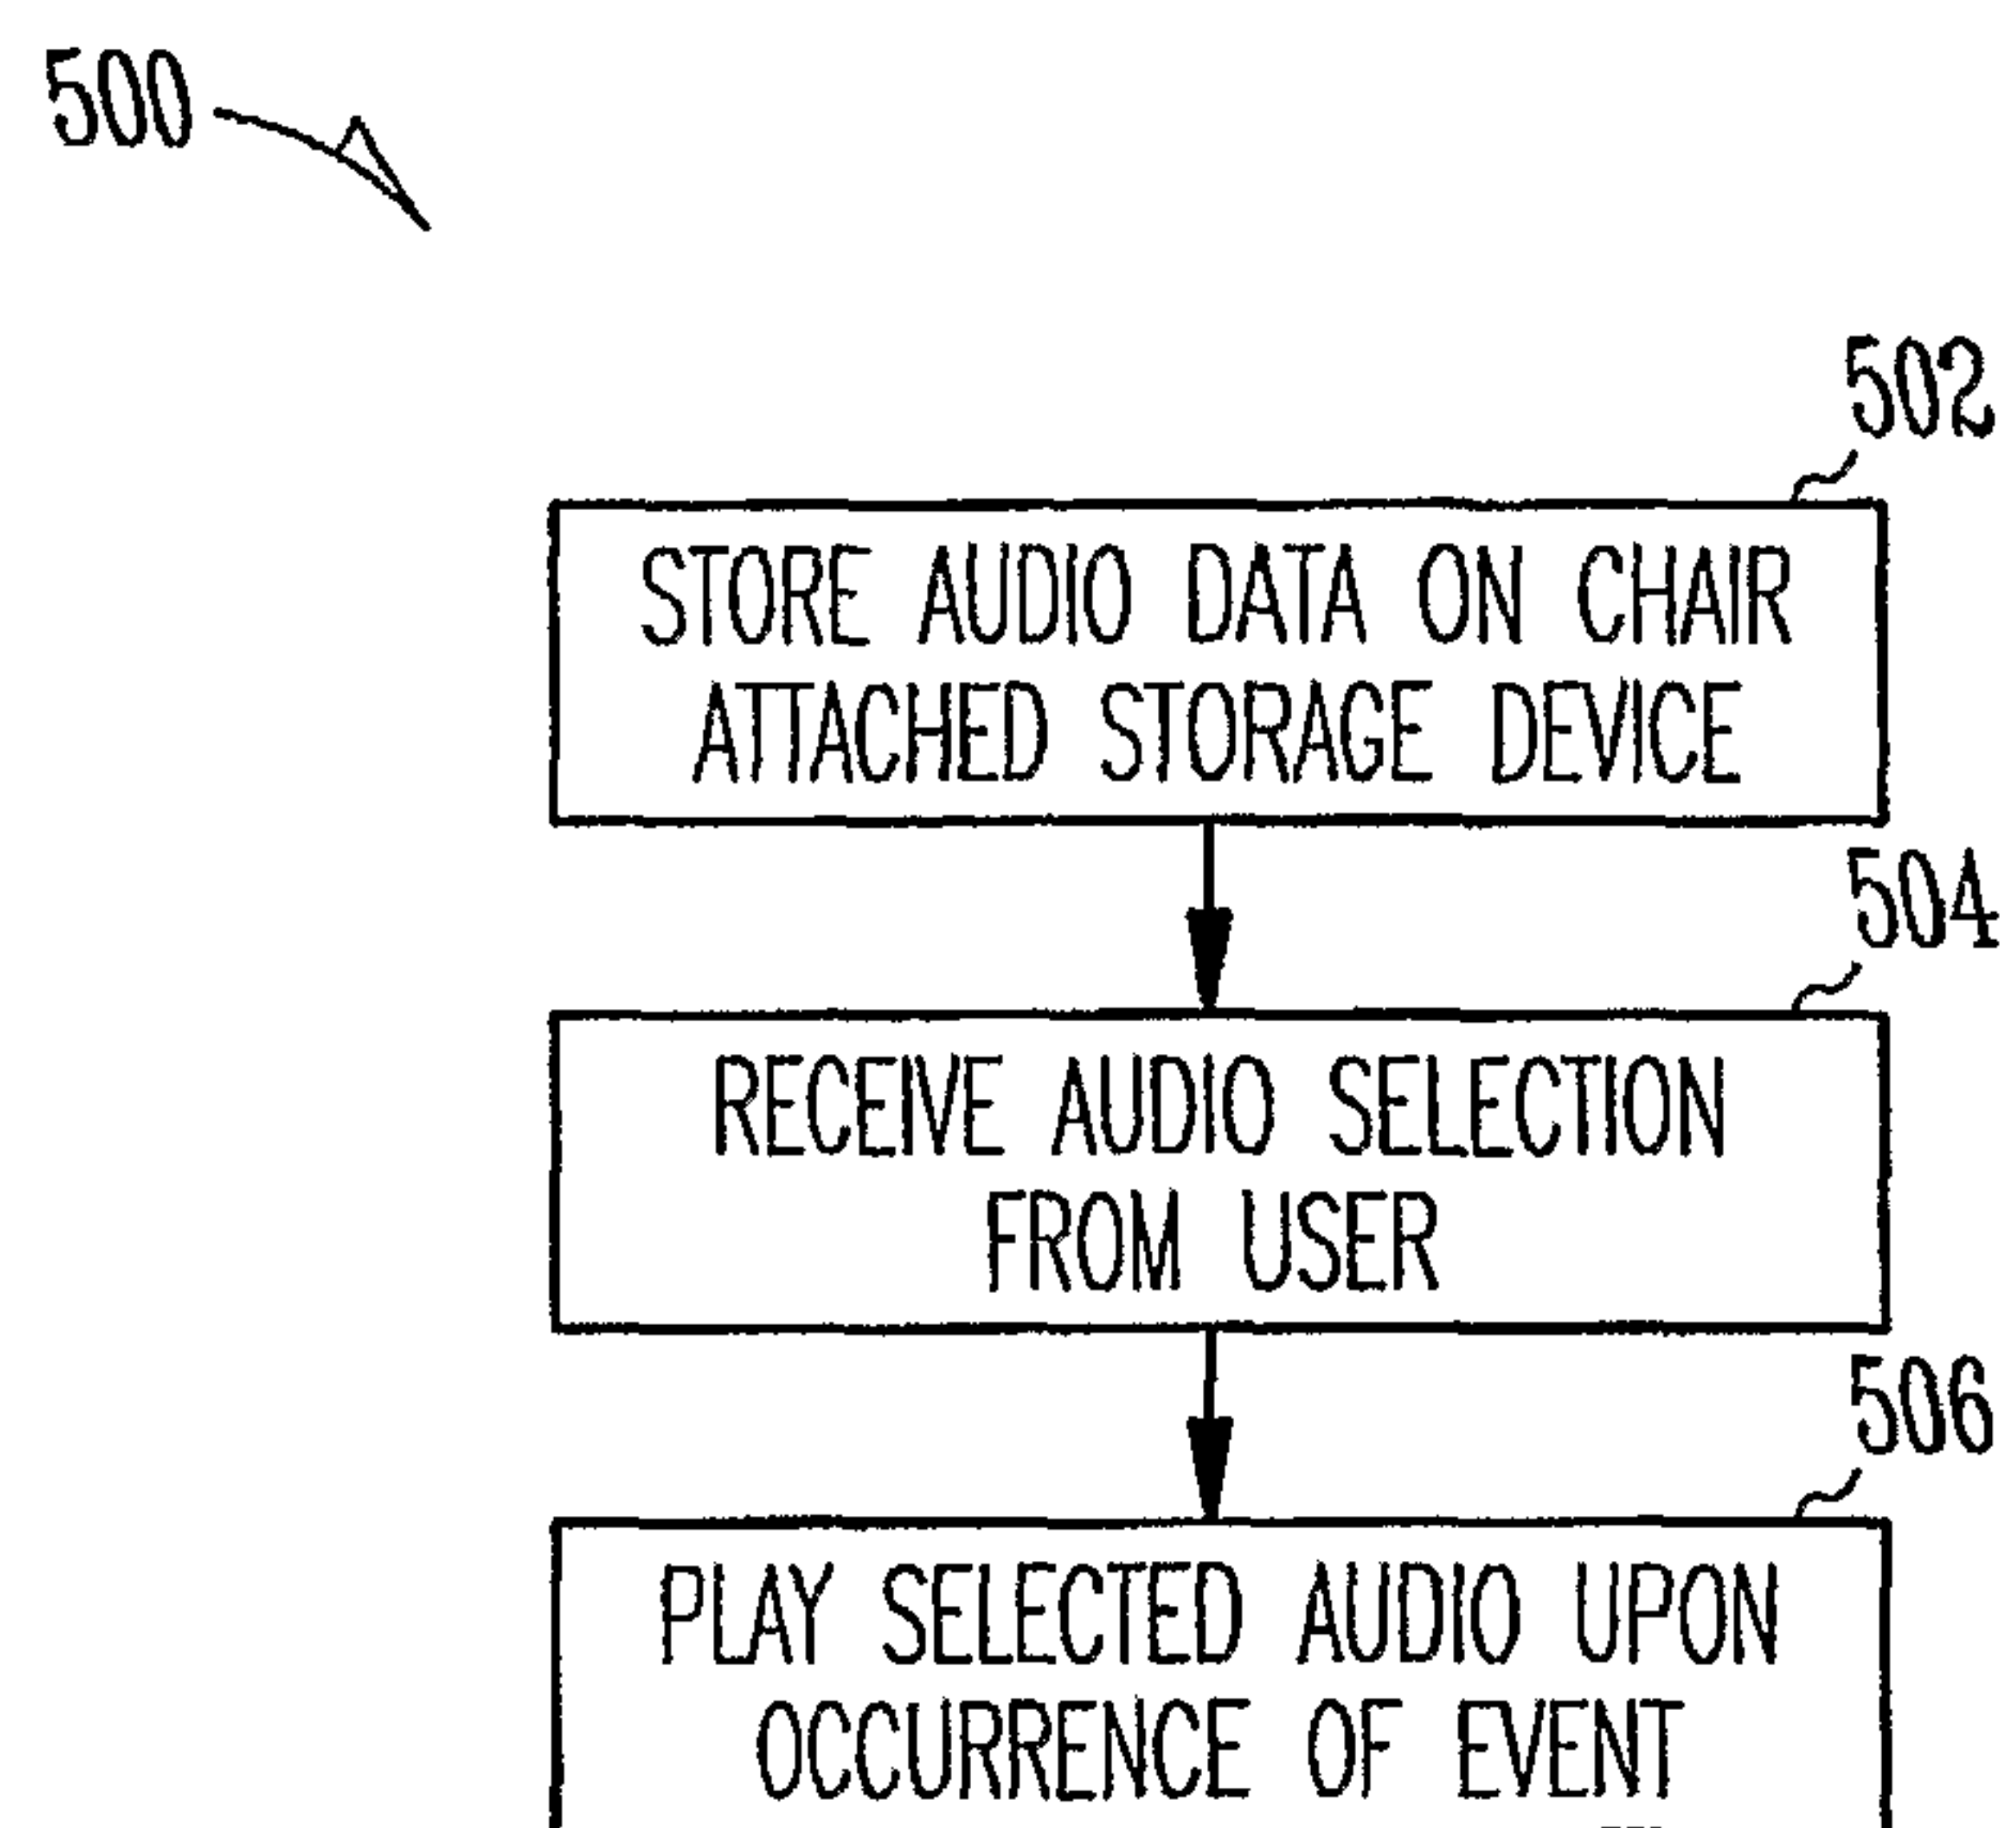 500
502
STORE AUDIO DATA ON CHAIR
ATTACHED STORAGE DEVICE
504
RECEIVE AUDIO SELECTION
FROM USER
506
PLAY SELECTED AUDIO UPON
OCCURRENCE OF EVENT